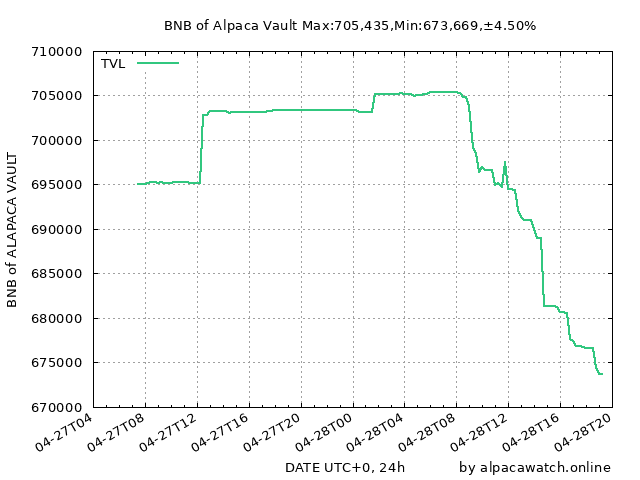 BNB of Alpaca Vault Max:705,435,Min:673,669,±4.50%
710000
TVL
705000
700000
695000
690000
685000
680000
675000
670000
BNB of ALAPACA VAULT
04-27T04
04-27T08
04-27T12
04-27T16
04-27T20
04-28T00
04-28T04
04-28T08
04-28T12
04-28T16
04-28T20
DATE UTC+0, 24h
by alpacawatch.online